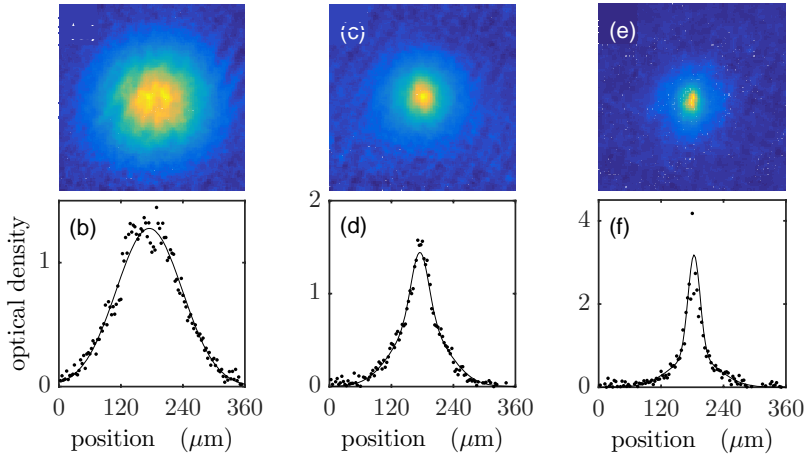 (c)
(e)
(b)
(d)
(f)
optical density
1
0
2
1
0
4
2
0
0 120 240 360
0 120 240 360
0 120 240 360
position (μm)
position (μm)
position (μm)